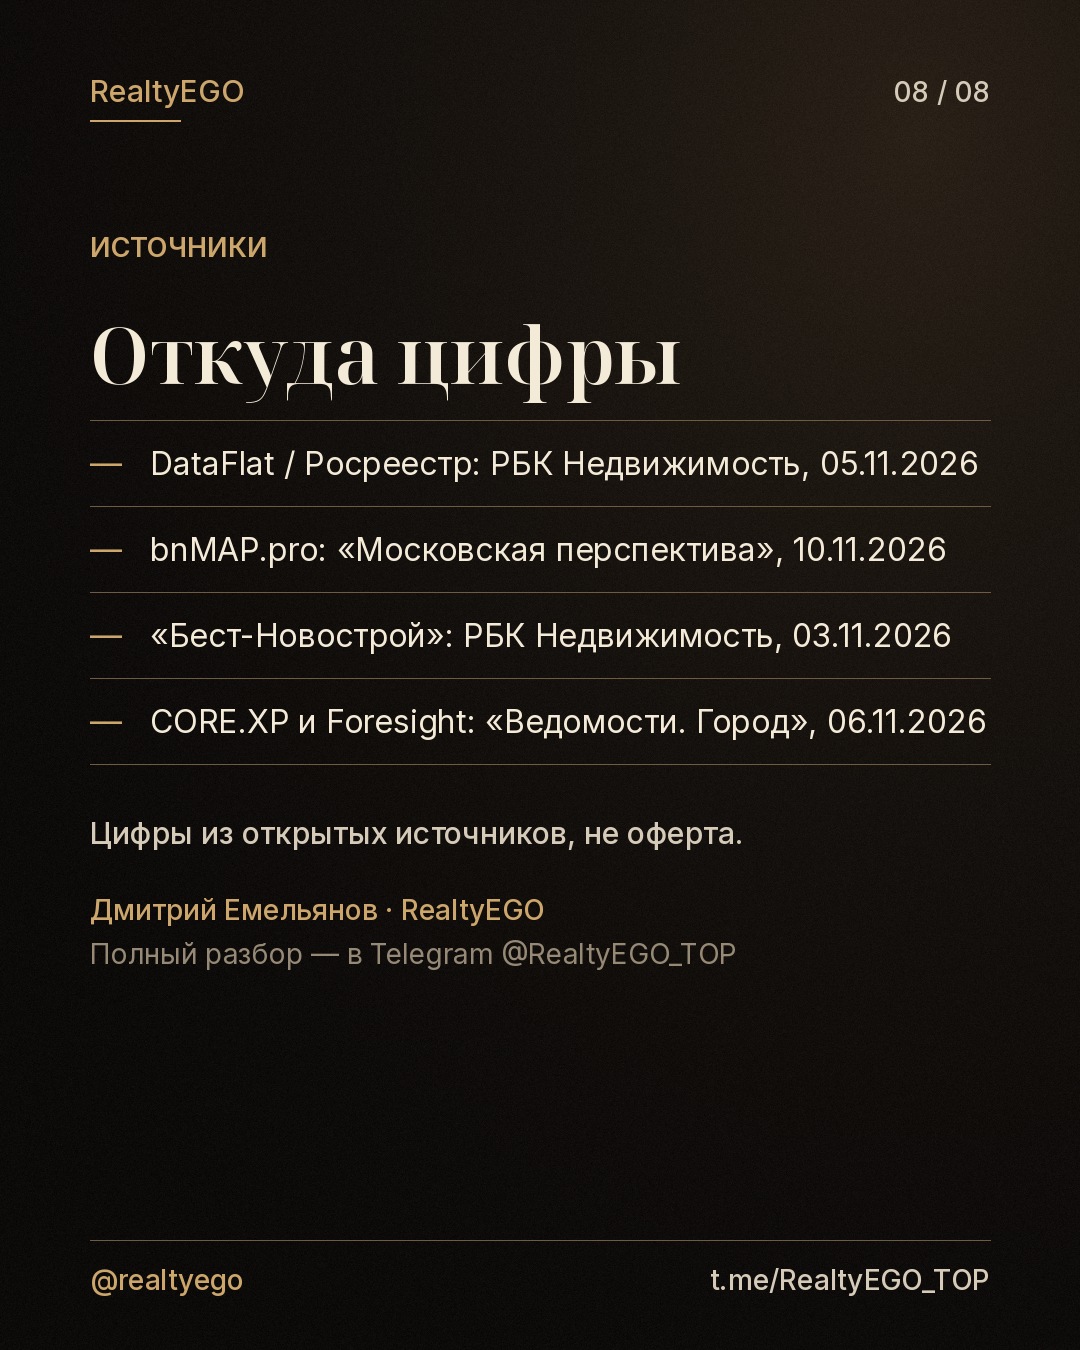 RealtyEGO
08 / 08
ИСТОЧНИКИ
Откуда цифры
— DataFlat / Росреестр: РБК Недвижимость, 05.11.2026
— bnMAP.pro: «Московская перспектива», 10.11.2026
— «Бест-Новострой»: РБК Недвижимость, 03.11.2026
— CORE.XP и Foresight: «Ведомости. Город», 06.11.2026
Цифры из открытых источников, не оферта.
Дмитрий Емельянов · RealtyEGO
Полный разбор — в Telegram @RealtyEGO_TOP
@realtyego
t.me/RealtyEGO_TOP